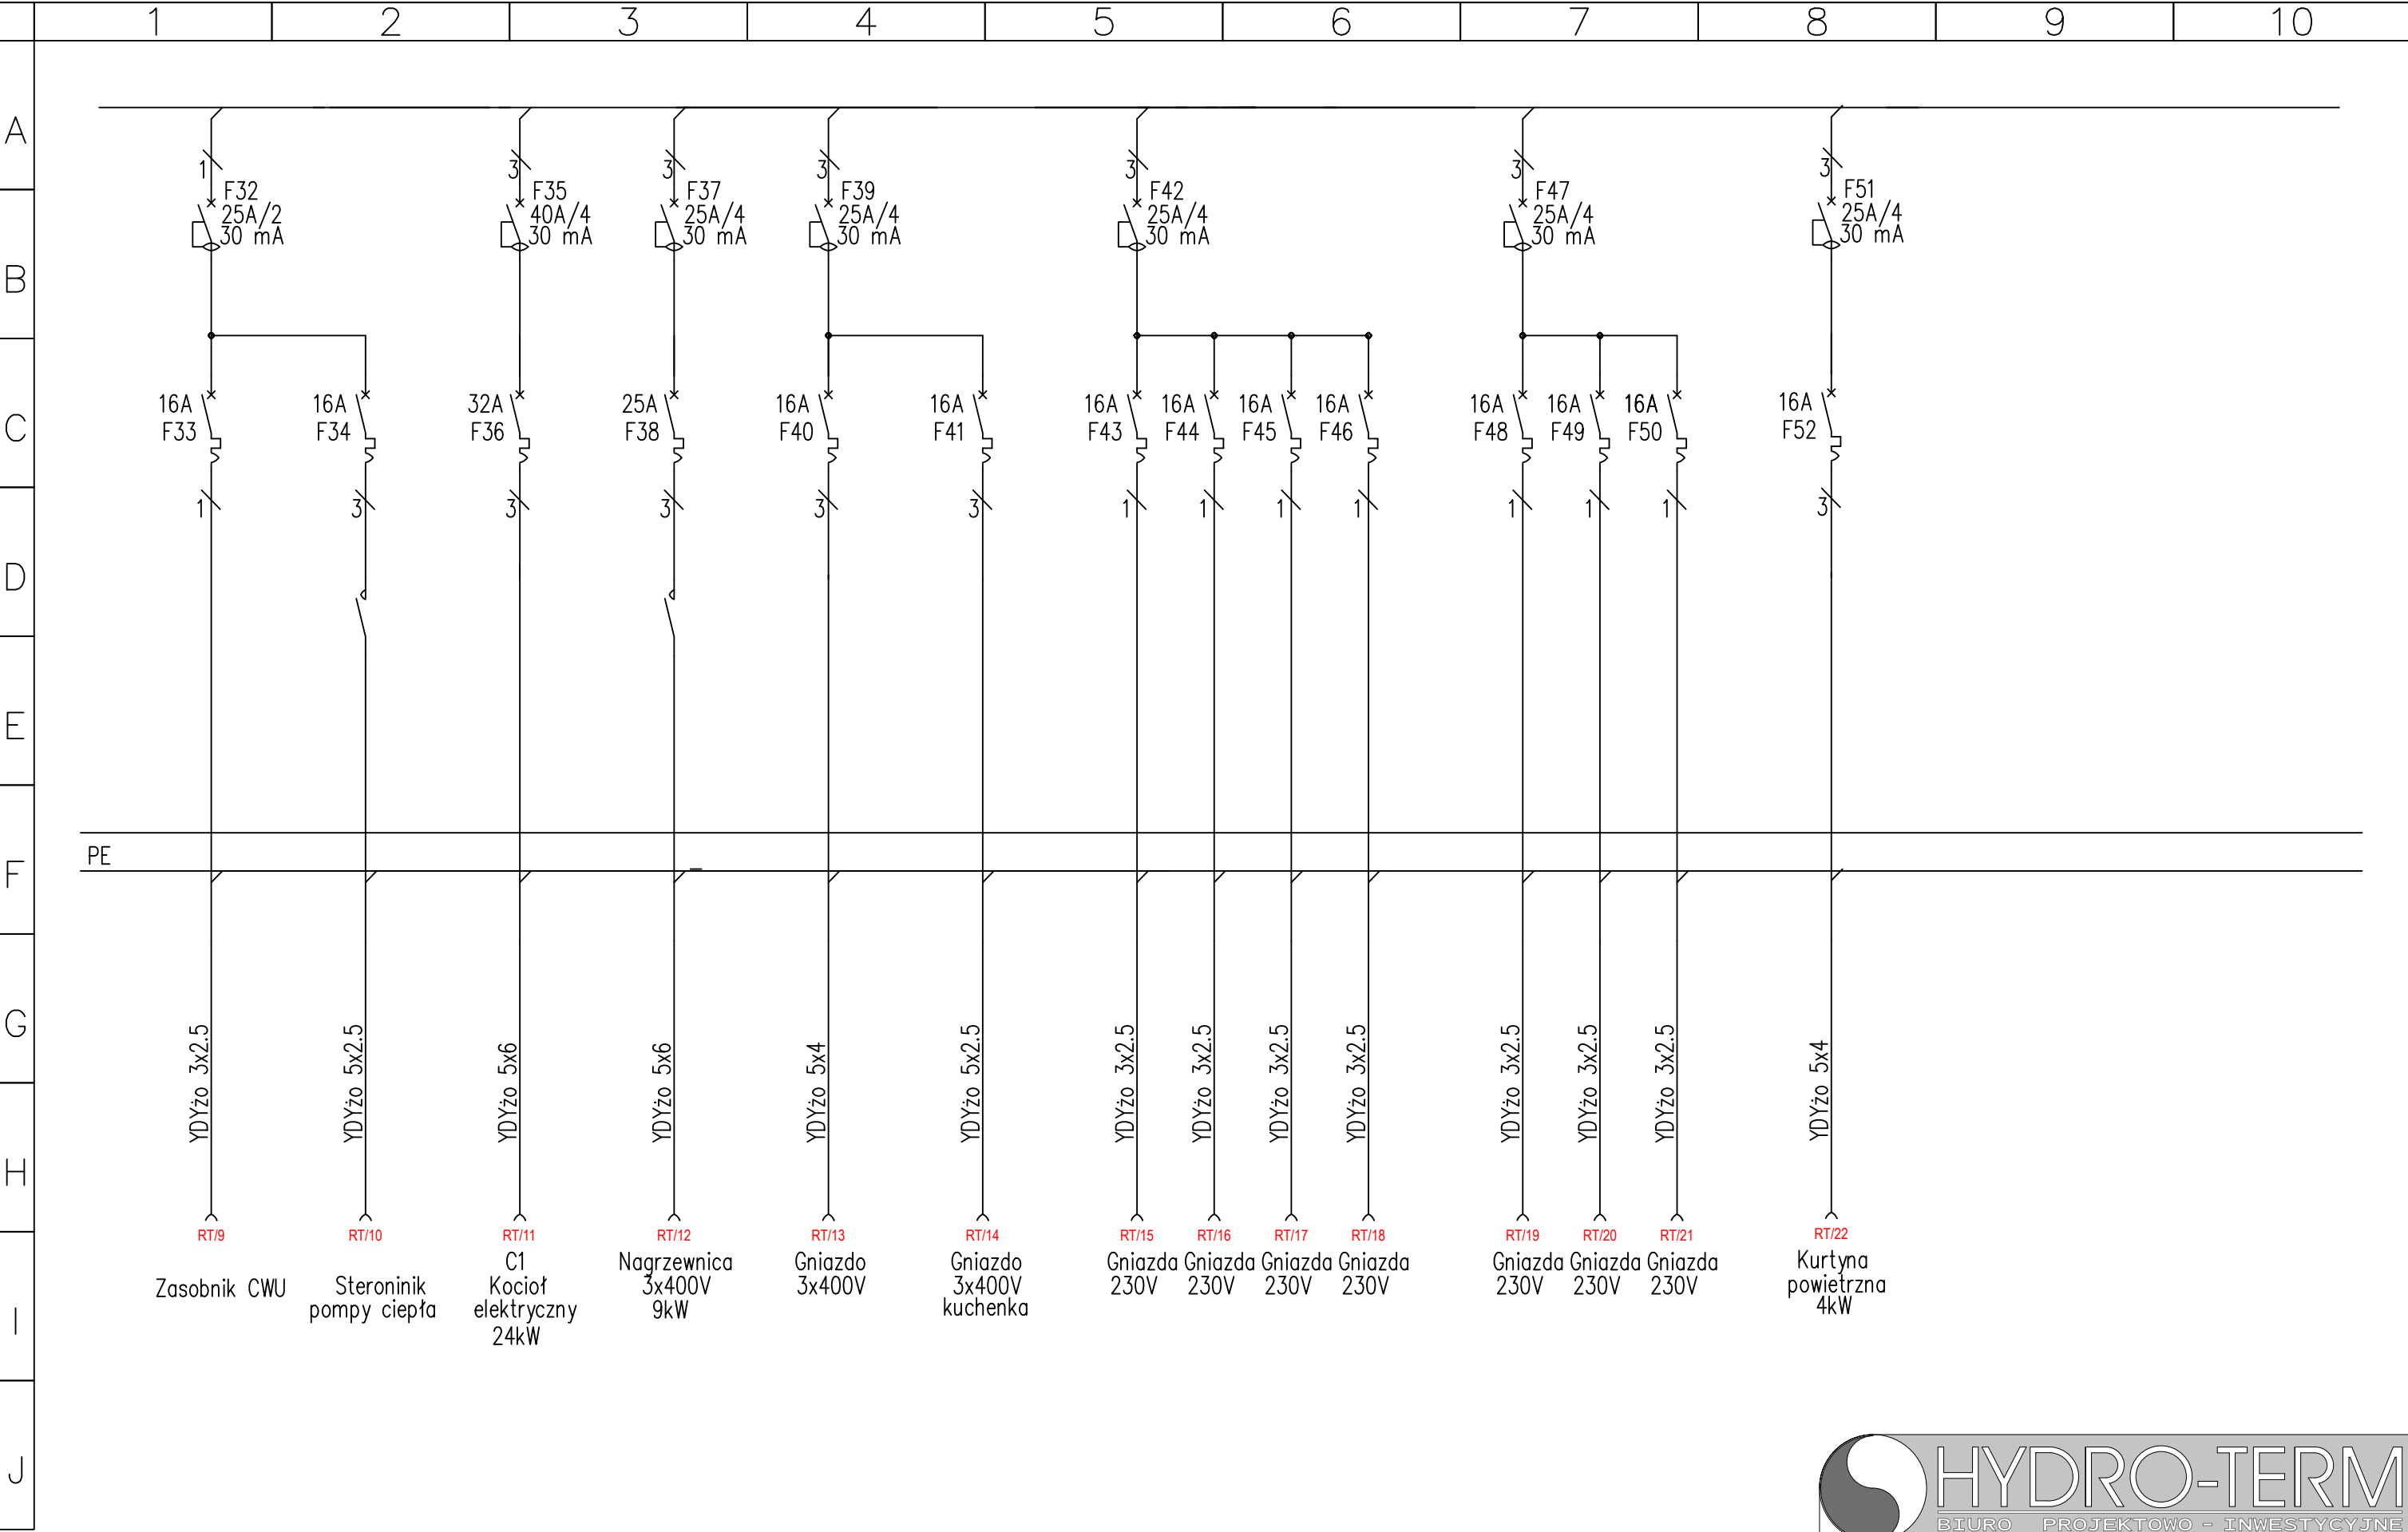 1 2 3 4 5 6 7 8 9 10
A
1 3 3 3 3 3 3
F32 F35 F37 F39 F42 F47 F51
25A/2 40A/4 25A/4 25A/4 25A/4 25A/4 25A/4
30 mA 30 mA 30 mA 30 mA 30 mA 30 mA 30 mA
B
16A 16A 32A 25A 16A 16A 16A 16A 16A 16A 16A 16A 16A 16A
C
F33 F34 F36 F38 F40 F41 F43 F44 F45 F46 F48 F49 F50 F52
1 3 3 3 3 3 1 1 1 1 1 1 1 3
D
E
PE
F
G
YDYżo 3x2.5
YDYżo 5x2.5
YDYżo 5x6
YDYżo 5x6
YDYżo 5x4
YDYżo 5x2.5
YDYżo 3x2.5
YDYżo 3x2.5
YDYżo 3x2.5
YDYżo 3x2.5
YDYżo 3x2.5
YDYżo 3x2.5
YDYżo 3x2.5
YDYżo 5x4
H
RT/9
Zasobnik CWU
RT/10
Steroninik
pompy ciepła
RT/11
C1
Kocioł
elektryczny
24kW
RT/12
Nagrzewnica
3x400V
9kW
RT/13
Gniazdo
3x400V
RT/14
Gniazdo
3x400V
kuchenka
RT/15
Gniazda
230V
RT/16
Gniazda
230V
RT/17
Gniazda
230V
RT/18
Gniazda
230V
RT/19
Gniazda
230V
RT/20
Gniazda
230V
RT/21
Gniazda
230V
RT/22
Kurtyna
powietrzna
4kW
I
J
HYDRO-TERM
BIURO PROJEKTOWO - INWESTYCYJNE